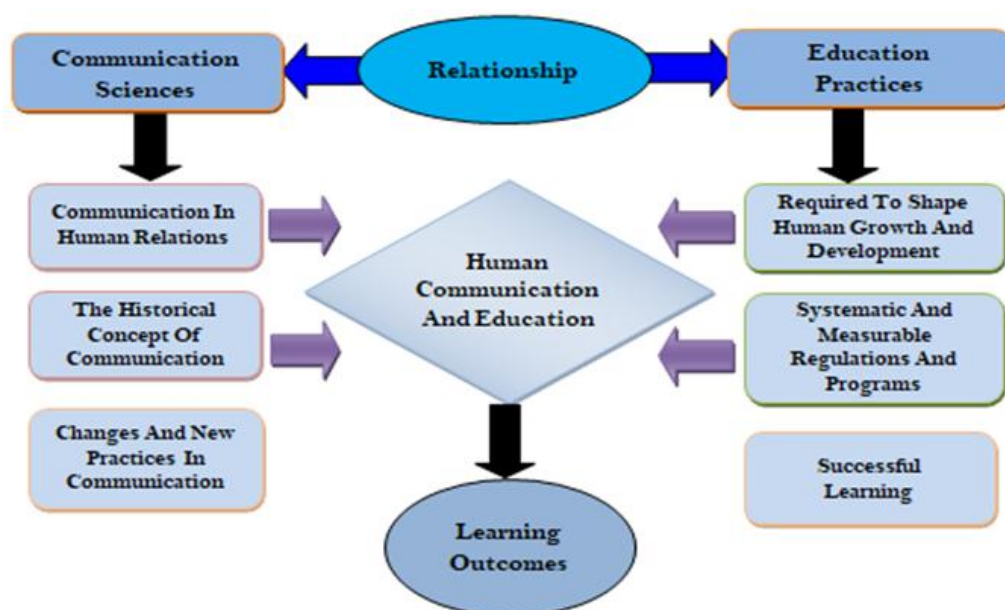 Communication
Sciences
Relationship
Education
Practices
Communication In
Human Relations
Required To Shape
Human Growth And
Development
Human
Communication
And Education
The Historical
Concept Of
Communication
Systematic And
Measurable
Regulations And
Programs
Changes And New
Practices In
Communication
Successful
Learning
Learning
Outcomes